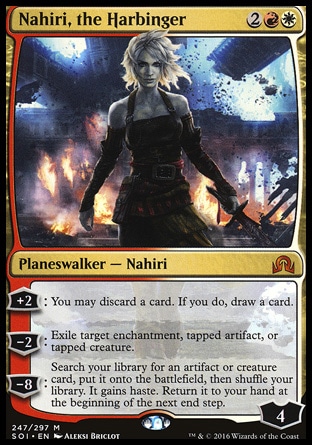 Nahiri, the Harbinger 2
Planeswalker — Nahiri
+2 : You may discard a card. If you do, draw a card.
-2 : Exile target enchantment, tapped artifact, or
tapped creature.
Search your library for an artifact or creature
-8 : card, put it onto the battlefield, then shuffle your
library. It gains haste. Return it to your hand at
the beginning of the next end step.
4
247/297 M
SOI • EN Aleksi Briclot ™ & © 2016 Wizards of the Coast